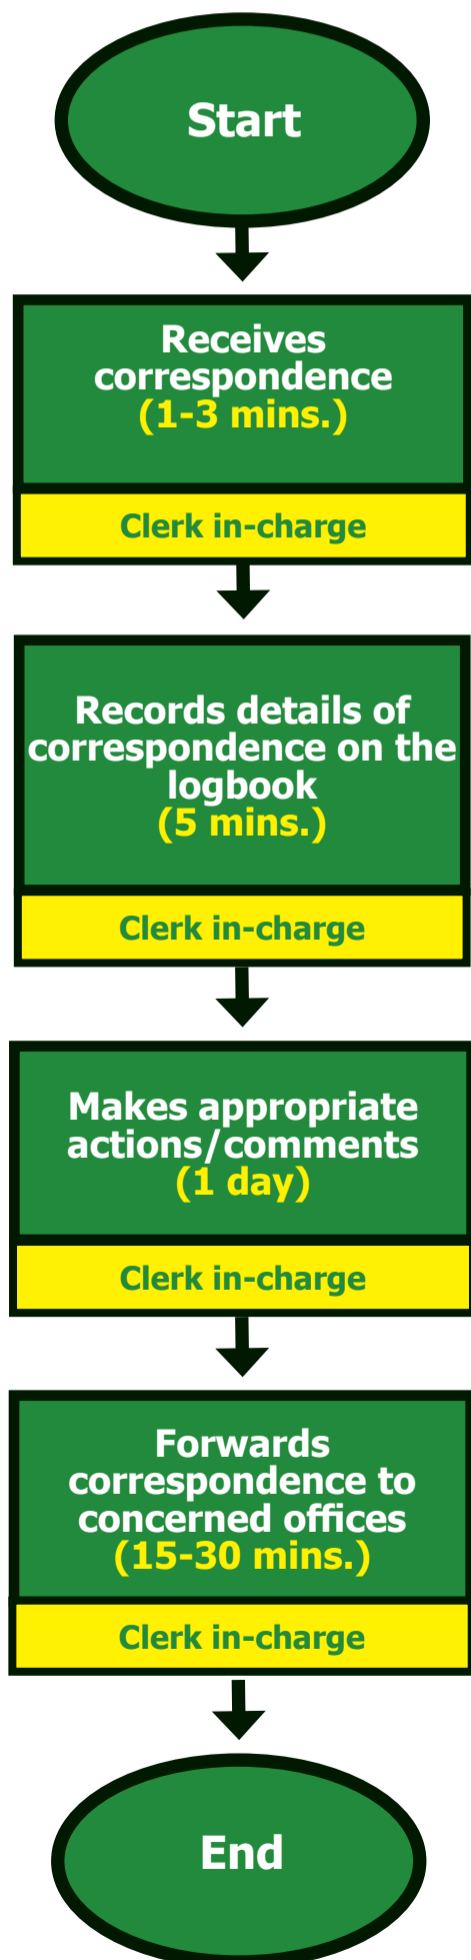 Start
Receives
correspondence
(1-3 mins.)
Clerk in-charge
Records details of
correspondence on the
logbook
(5 mins.)
Clerk in-charge
Makes appropriate
actions/comments
(1 day)
Clerk in-charge
Forwards
correspondence to
concerned offices
(15-30 mins.)
Clerk in-charge
End